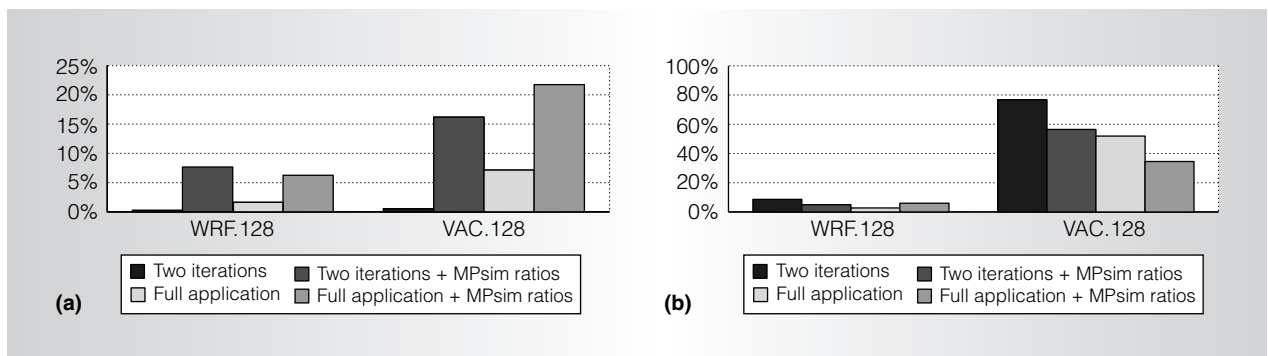 25%
20%
15%
10%
5%
0%
WRF.128 VAC.128
Two iterations Two iterations + MPsim ratios
Full application Full application + MPsim ratios
(a)
100%
80%
60%
40%
20%
0%
WRF.128 VAC.128
Two iterations Two iterations + MPsim ratios
Full application Full application + MPsim ratios
(b)